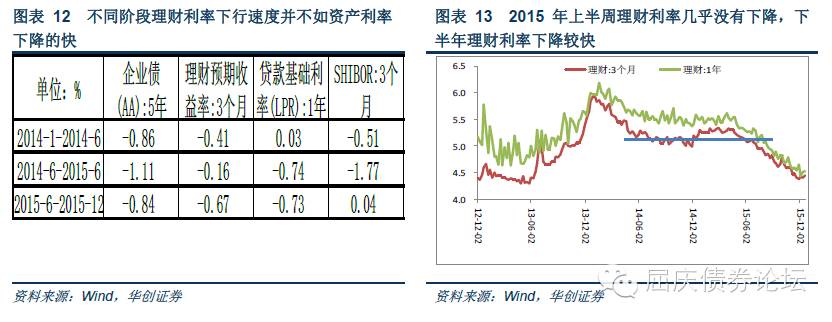 图表 12 不同阶段理财利率下行速度并不如资产利率
下降的快
单位：% 企业债(AA):5年 理财预期收益率:3个月 贷款基础利率(LPR):1年 SHIBOR:3个月
2014-1-2014-6 -0.86 -0.41 0.03 -0.51
2014-6-2015-6 -1.11 -0.16 -0.74 -1.77
2015-6-2015-12 -0.84 -0.67 -0.73 0.04
资料来源：Wind，华创证券
图表 13 2015 年上半周理财利率几乎没有下降，下
半年理财利率下降较快
理财:3个月 理财:1年
6.5
6.0
5.5
5.0
4.5
4.0
12-12-02 13-06-02 13-12-02 14-06-02 14-12-02 15-06-02 15-12-02
资料来源：Wind，华创证券
屈庆债券论坛